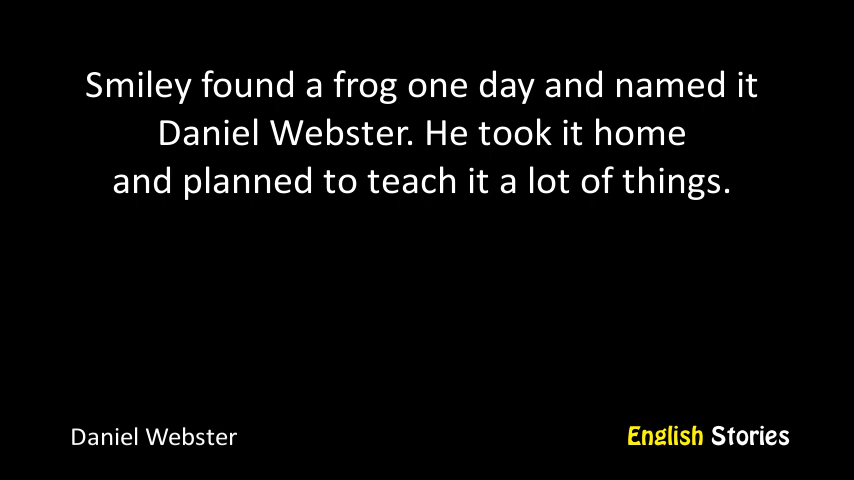 Smiley found a frog one day and named it
Daniel Webster. He took it home
and planned to teach it a lot of things.
Daniel Webster
English Stories